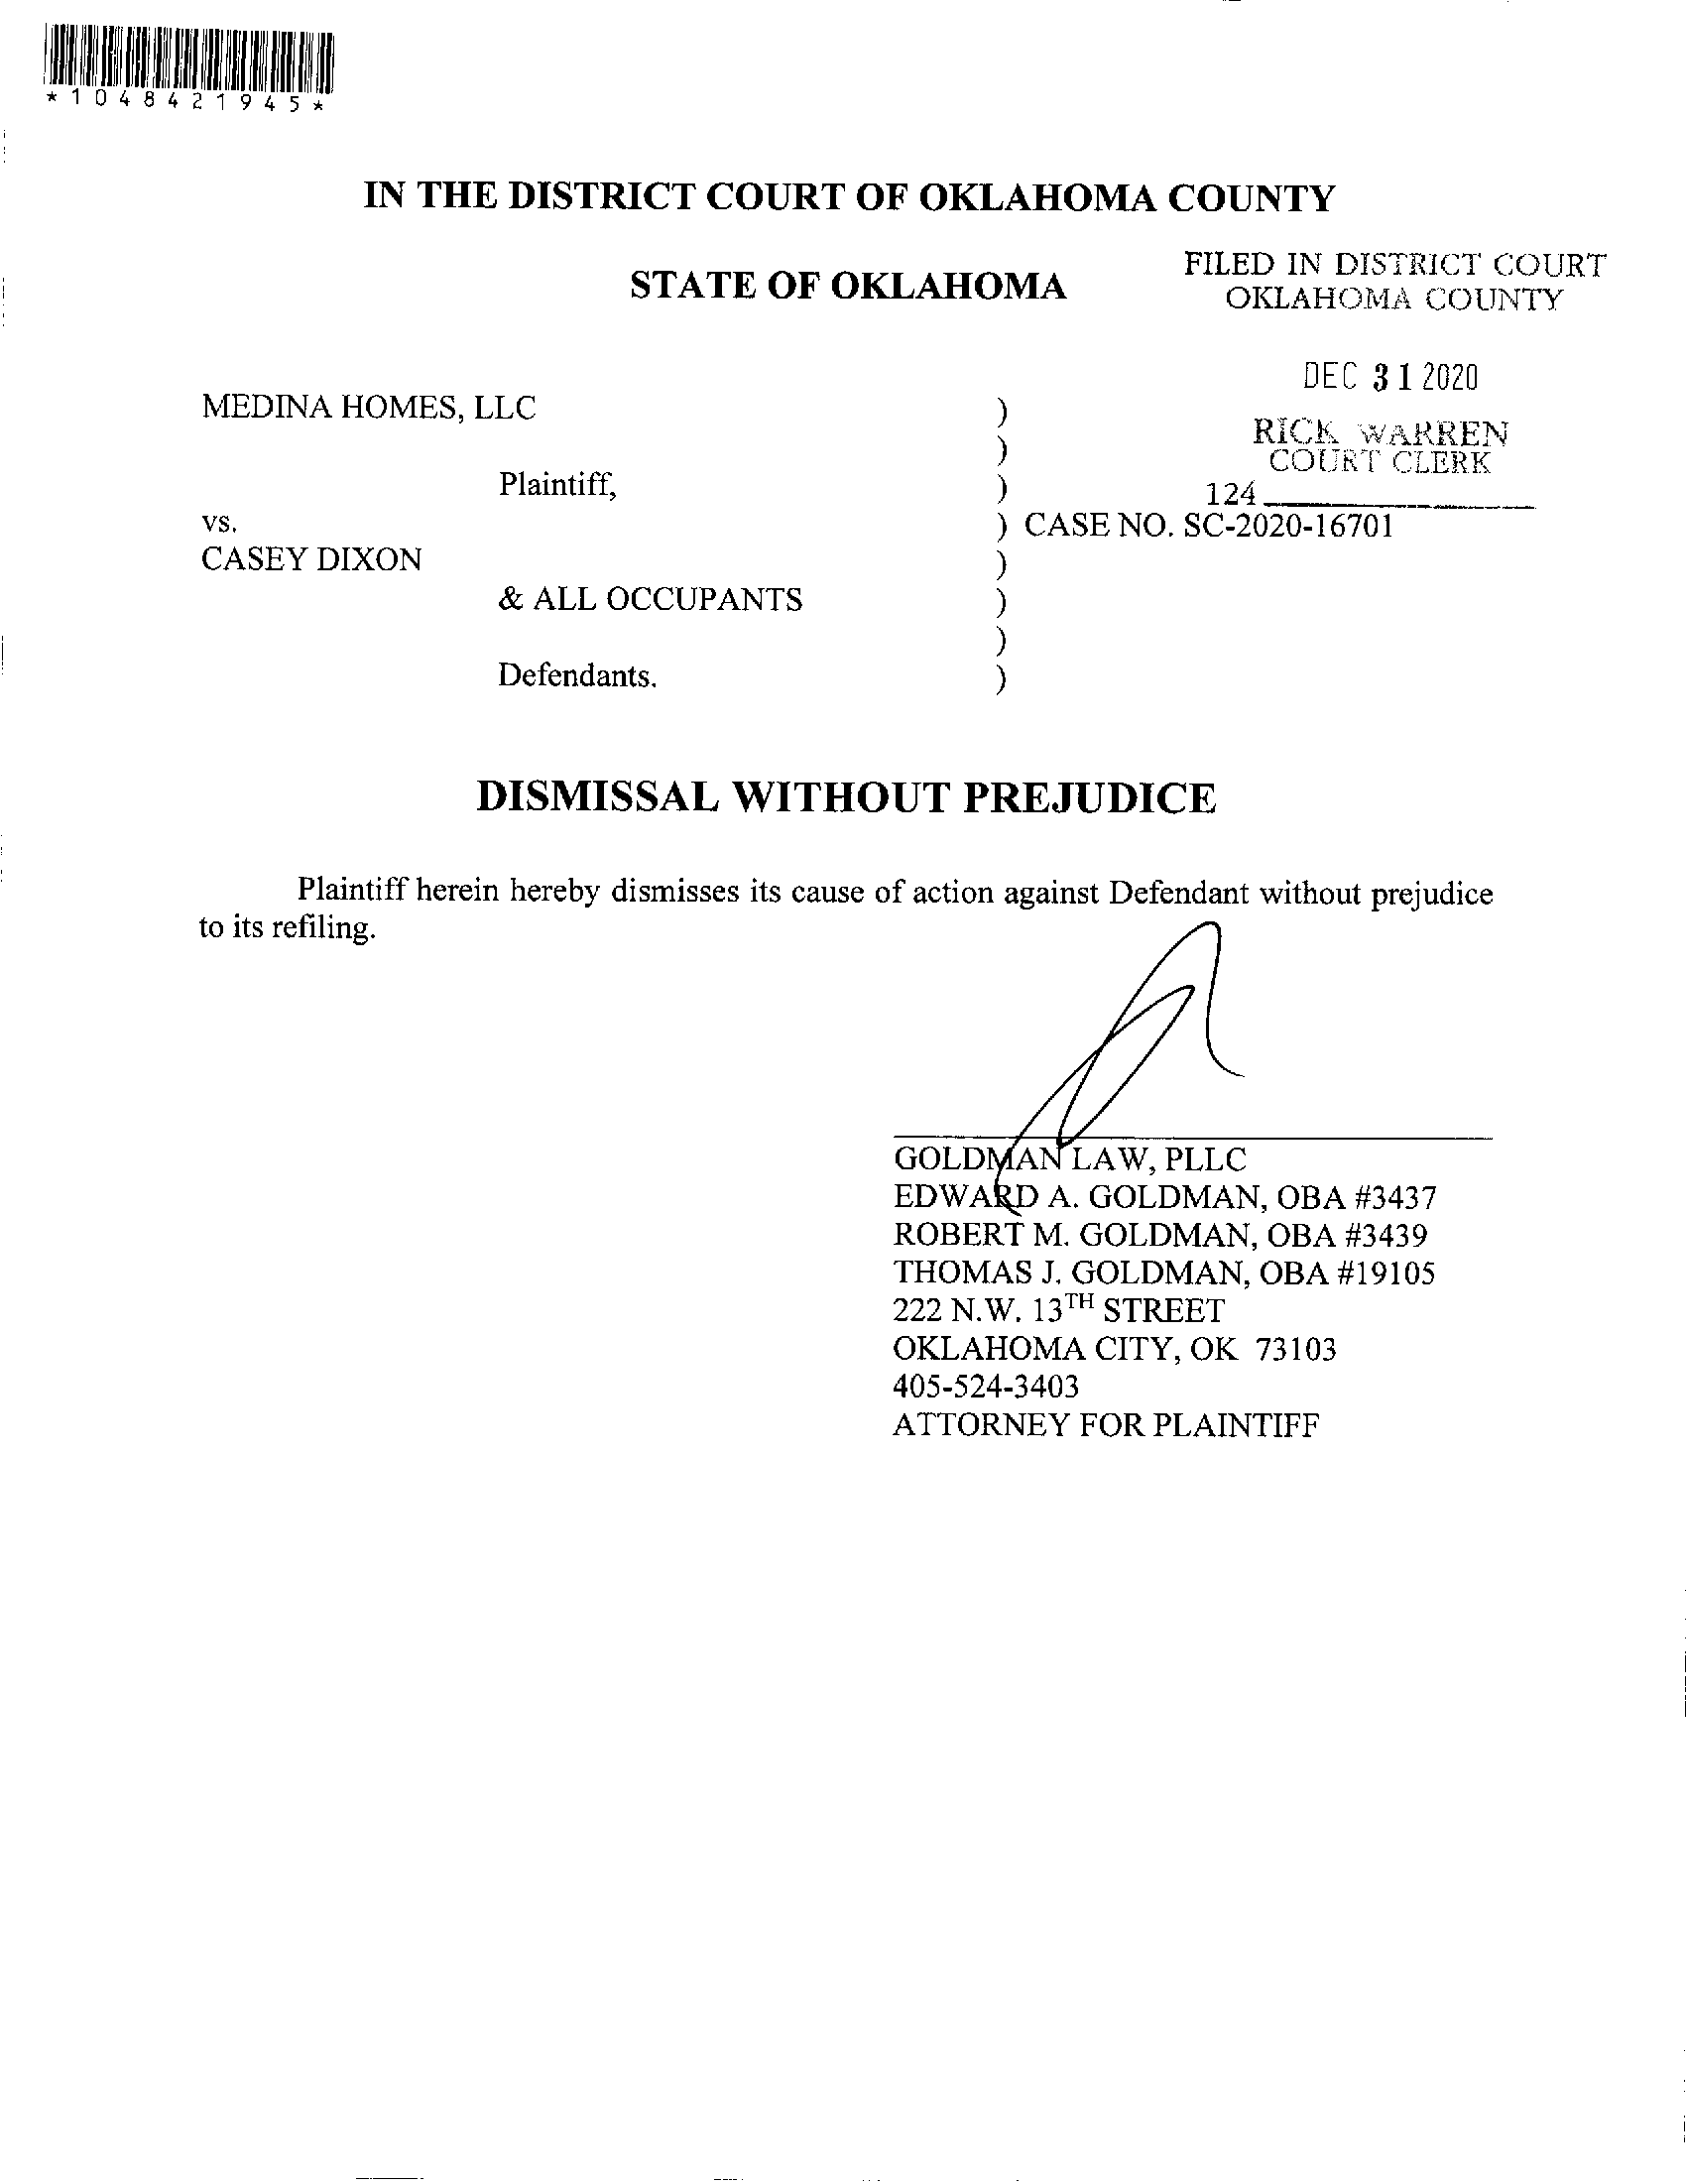 *1048421945*
IN THE DISTRICT COURT OF OKLAHOMA COUNTY
STATE OF OKLAHOMA
FILED IN DISTRICT COURT
OKLAHOMA COUNTY
DEC 31 2020
RICK WARREN
COURT CLERK
124
MEDINA HOMES, LLC )
)
Plaintiff, )
vs. ) CASE NO. SC-2020-16701
CASEY DIXON )
& ALL OCCUPANTS )
)
Defendants. )
DISMISSAL WITHOUT PREJUDICE
Plaintiff herein hereby dismisses its cause of action against Defendant without prejudice
to its refiling.
GOLDMAN LAW, PLLC
EDWARD A. GOLDMAN, OBA #3437
ROBERT M. GOLDMAN, OBA #3439
THOMAS J. GOLDMAN, OBA #19105
222 N.W. 13TH STREET
OKLAHOMA CITY, OK 73103
405-524-3403
ATTORNEY FOR PLAINTIFF